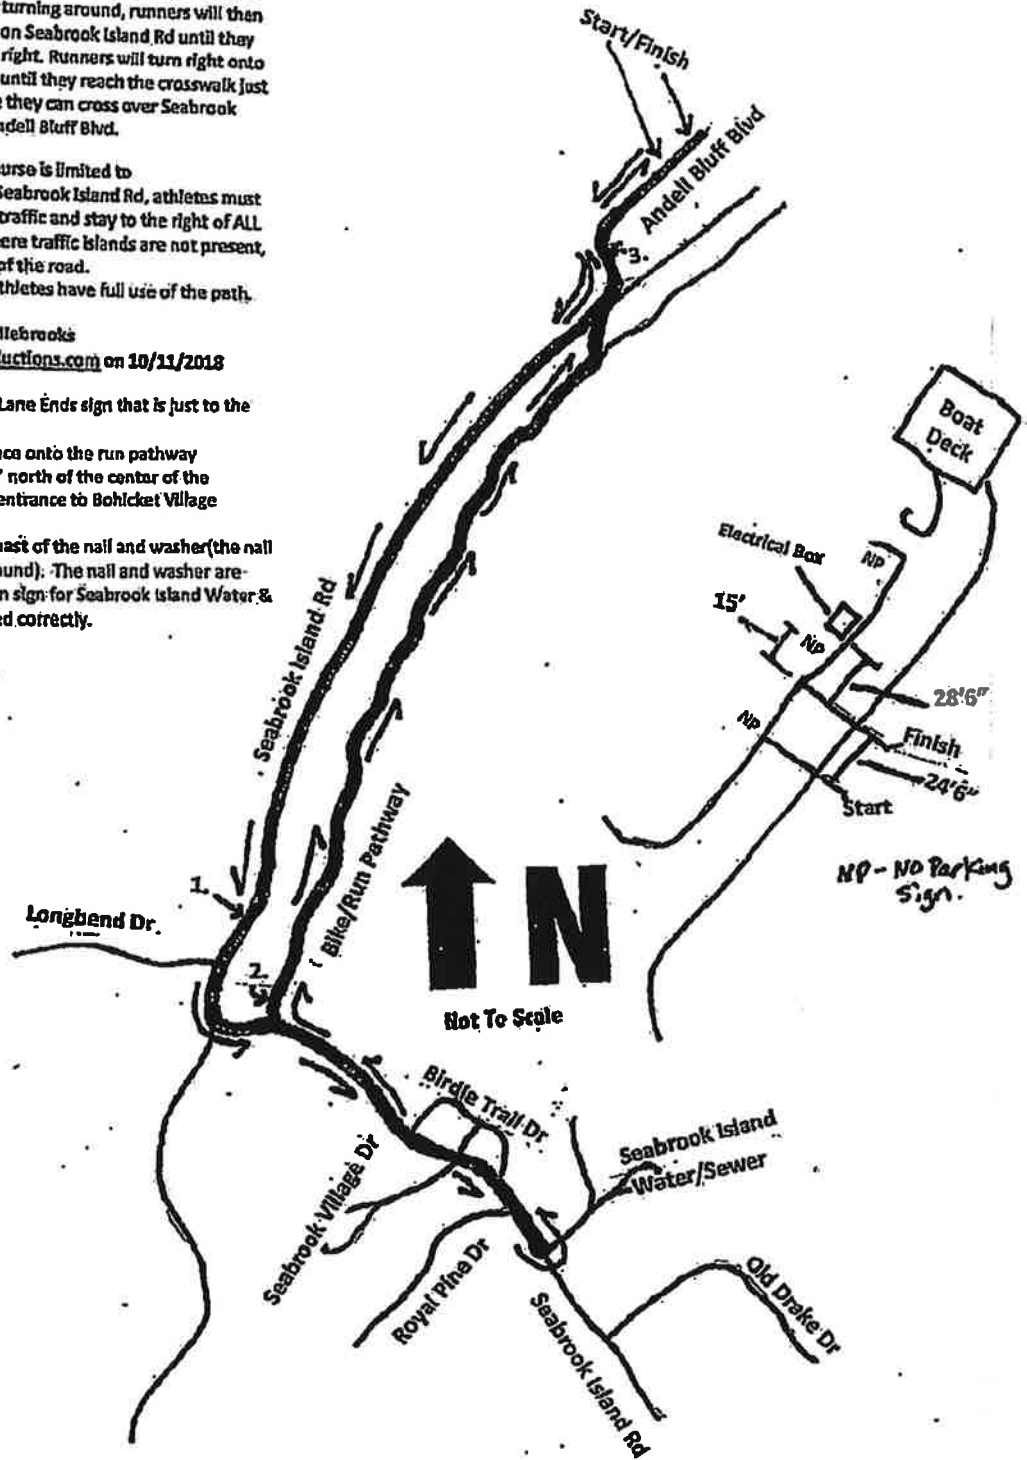 turning around, runners will then
on Seabrook Island Rd until they
right. Runners will turn right onto
until they reach the crosswalk just
they can cross over Seabrook
Bluff Blvd.
is limited to
Seabrook Island Rd, athletes must
traffic and stay to the right of ALL
traffic islands are not present,
of the road.
athletes have full use of the path.
llebrooks
uctions.com on 10/11/2018
Lane Ends sign that is just to the
onto the run pathway
north of the center of the
entrance to Bohicket Village
of the nail and washer(the nail
. The nail and washer are
sign for Seabrook Island Water &
correctly.
Start/Finish
Andell Bluff Blvd
3.
Boat
Deck
Electrical Box
NP
15'
NP
28'6"
NP
Finish
24'6"
Start
NP - NO Parking
Sign.
Seabrook Island Rd
Bike/Run Pathway
1.
Longbend Dr.
2.
N
Not To Scale
Birdie Trail Dr
Seabrook Island
Water/Sewer
Seabrook Village Dr
Royal Pine Dr
Old Drake Dr
Seabrook Island Rd